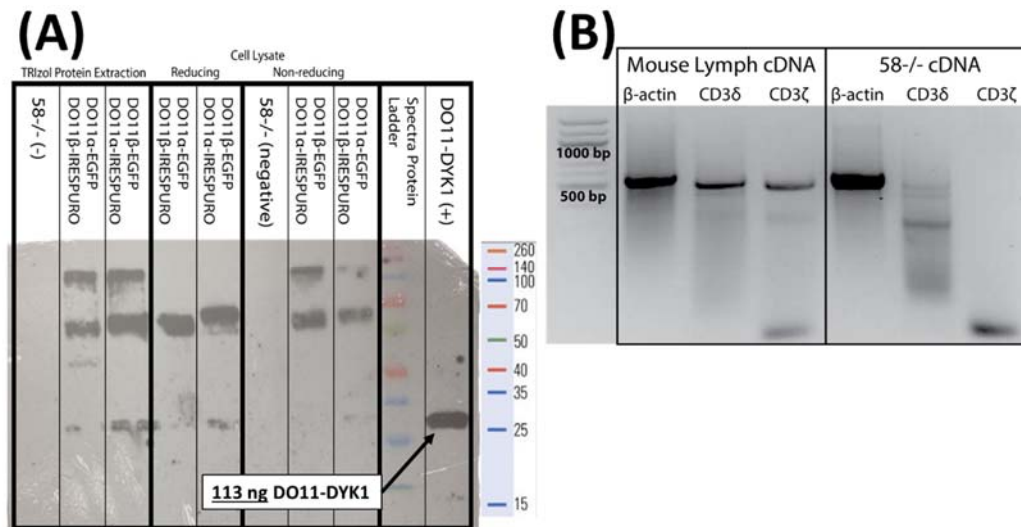 (A)
Cell Lysate
TRIzol Protein Extraction
Reducing
Non-reducing
58-/- (-)
DO11α-EGFP
DO11β-IRESPURO
DO11β-EGFP
DO11α-IRESPURO
DO11α-EGFP
DO11β-IRESPURO
DO11β-EGFP
DO11α-IRESPURO
58-/- (negative)
DO11β-EGFP
DO11α-IRESPURO
DO11α-EGFP
DO11β-IRESPURO
Spectra Protein
Ladder
DO11-DYK1 (+)
260
140
100
70
50
40
35
25
15
113 ng DO11-DYK1
(B)
Mouse Lymph cDNA
58-/- cDNA
β-actin
CD3δ
CD3ζ
β-actin
CD3δ
CD3ζ
1000 bp
500 bp